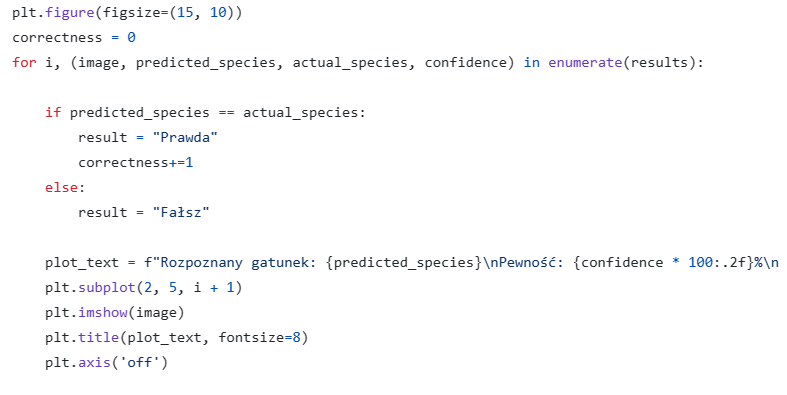 plt.figure(figsize=(15, 10))
correctness = 0
for i, (image, predicted_species, actual_species, confidence) in enumerate(results):
if predicted_species == actual_species:
result = "Prawda"
correctness+=1
else:
result = "Fałsz"
plot_text = f"Rozpoznany gatunek: {predicted_species}\nPewność: {confidence * 100:.2f}%\n
plt.subplot(2, 5, i + 1)
plt.imshow(image)
plt.title(plot_text, fontsize=8)
plt.axis('off')